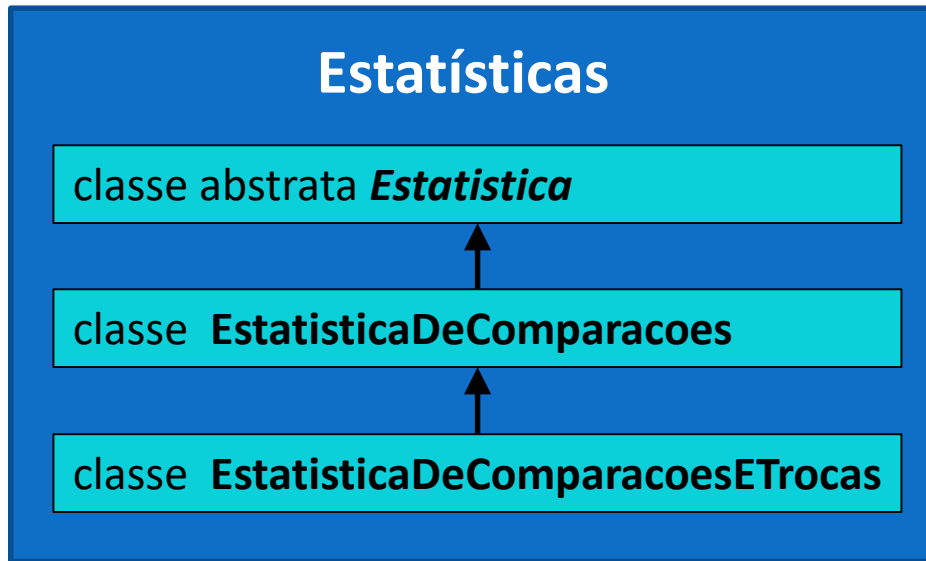 Estatísticas
classe abstrata Estatistica
classe EstatisticaDeComparacoes
classe EstatisticaDeComparacoesETrocas